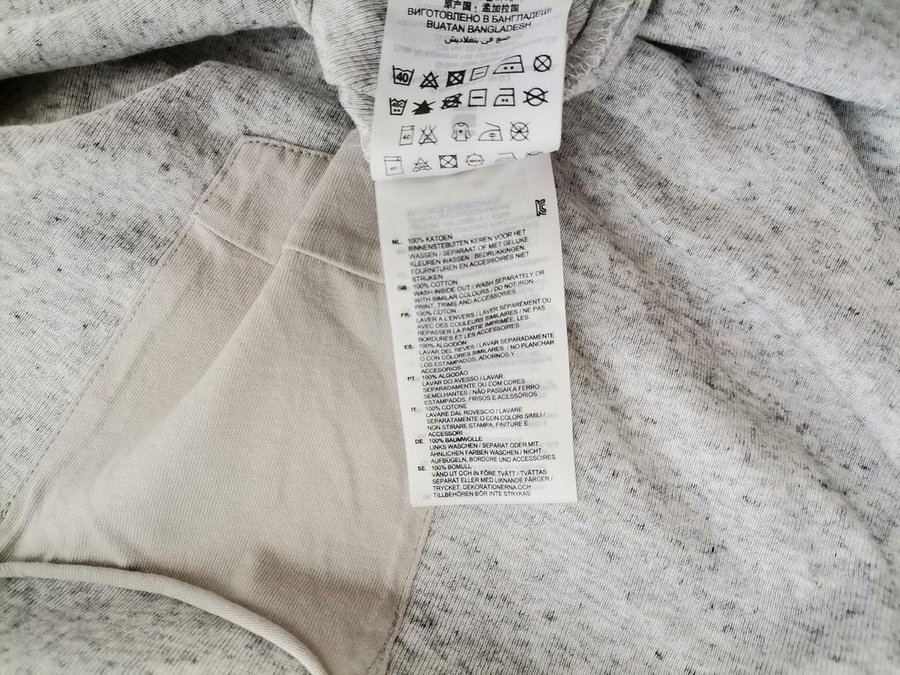 原产国：孟加拉国
ВИГОТОВЛЕНО В БАНГЛАДЕШ
BUATAN BANGLADESH
صنع في بنغلاديش
40
40
40
NL. 100% KATOEN
BINNENSTEBUITEN KEREN VOOR HET
WASSEN / SEPARAAT OF MET GELIJKE
KLEUREN WASSEN / BEDRUKKINGEN,
FOURNITUREN EN ACCESSOIRES NIET
STRIJKEN
GB 100% COTTON
WASH INSIDE OUT / WASH SEPARATELY OR
WITH SIMILAR COLOURS / DO NOT IRON
PRINT, TRIMS AND ACCESSORIES
FR. 100% COTON
LAVER A L'ENVERS / LAVER SÉPARÉMENT OU
AVEC DES COULEURS SIMILAIRES / NE PAS
REPASSER LA PARTIE IMPRIMÉE, LES
BORDURES ET LES ACCESSOIRES
ES. 100% ALGODÓN
LAVAR DEL REVÉS / LAVAR SEPARADAMENTE
O CON COLORES SIMILARES / NO PLANCHAR
LOS ESTAMPADOS, ADORNOS Y
ACCESORIOS
PT. 100% ALGODÃO
LAVAR DO AVESSO / LAVAR
SEPARADAMENTE OU COM CORES
SEMELHANTES / NÃO PASSAR A FERRO
ESTAMPADOS, FRISOS E ACESSÓRIOS
IT. 100% COTONE
LAVARE DAL ROVESCIO / LAVARE
SEPARATAMENTE O CON COLORI SIMILI /
NON STIRARE STAMPA, FINITURE E
ACCESSORI
DE. 100% BAUMWOLLE
LINKS WASCHEN / SEPARAT ODER MIT
ÄHNLICHEN FARBEN WASCHEN / NICHT
AUFBÜGELN, BORDÜRE UND ACCESSOIRES
SE. 100% BOMULL
VÄND UT OCH IN FÖRE TVÄTT / TVÄTTAS
SEPARAT ELLER MED LIKNANDE FÄRGER /
TRYCKET, DEKORATIONERNA OCH
TILLBEHÖREN BÖR INTE STRYKAS